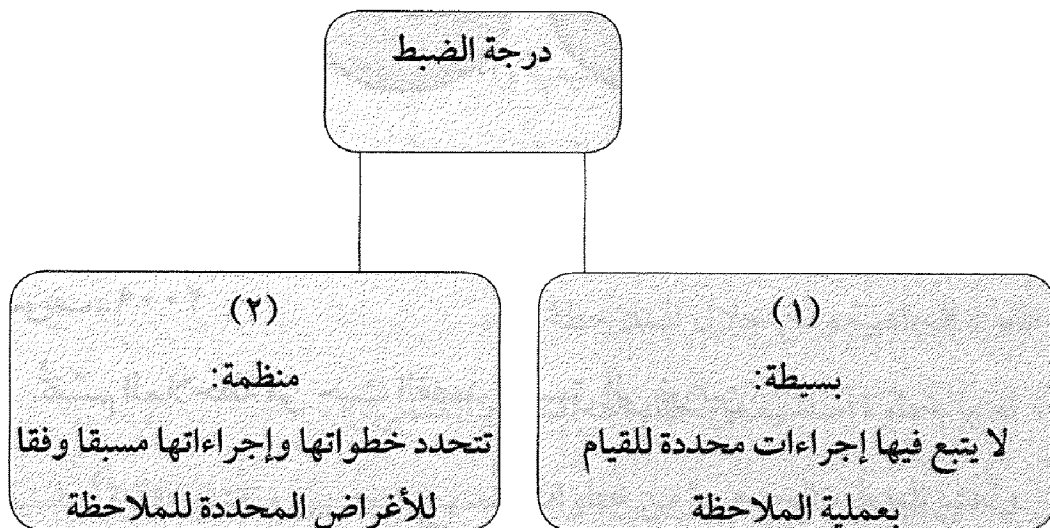 درجة الضبط
(١)
بسيطة:
لا يتبع فيها إجراءات محددة للقيام
بعملية الملاحظة
(٢)
منظمة:
تتحدد خطواتها وإجراءاتها مسبقا وفقا
للأغراض المحددة للملاحظة